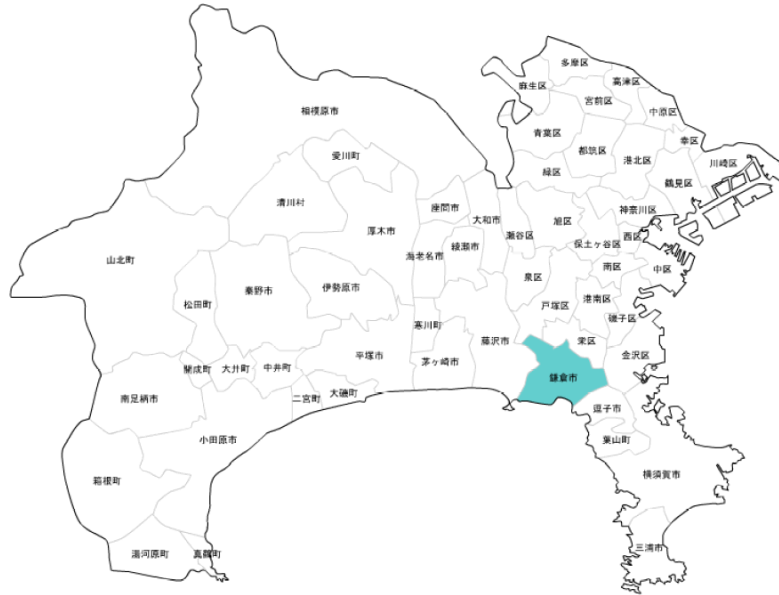 多摩区
麻生区
高津区
宮前区
中原区
相模原市
青葉区
幸区
都筑区
愛川町
港北区
川崎区
緑区
鶴見区
清川村
座間市
神奈川区
大和市
旭区
厚木市
瀬谷区
西区
保土ヶ谷区
綾瀬市
海老名市
山北町
南区
中区
泉区
伊勢原市
秦野市
港南区
松田町
戸塚区
磯子区
寒川町
藤沢市
栄区
平塚市
金沢区
茅ヶ崎市
開成町
大井町
中井町
鎌倉市
大磯町
二宮町
南足柄市
逗子市
小田原市
葉山町
横須賀市
箱根町
三浦市
湯河原町
真鶴町